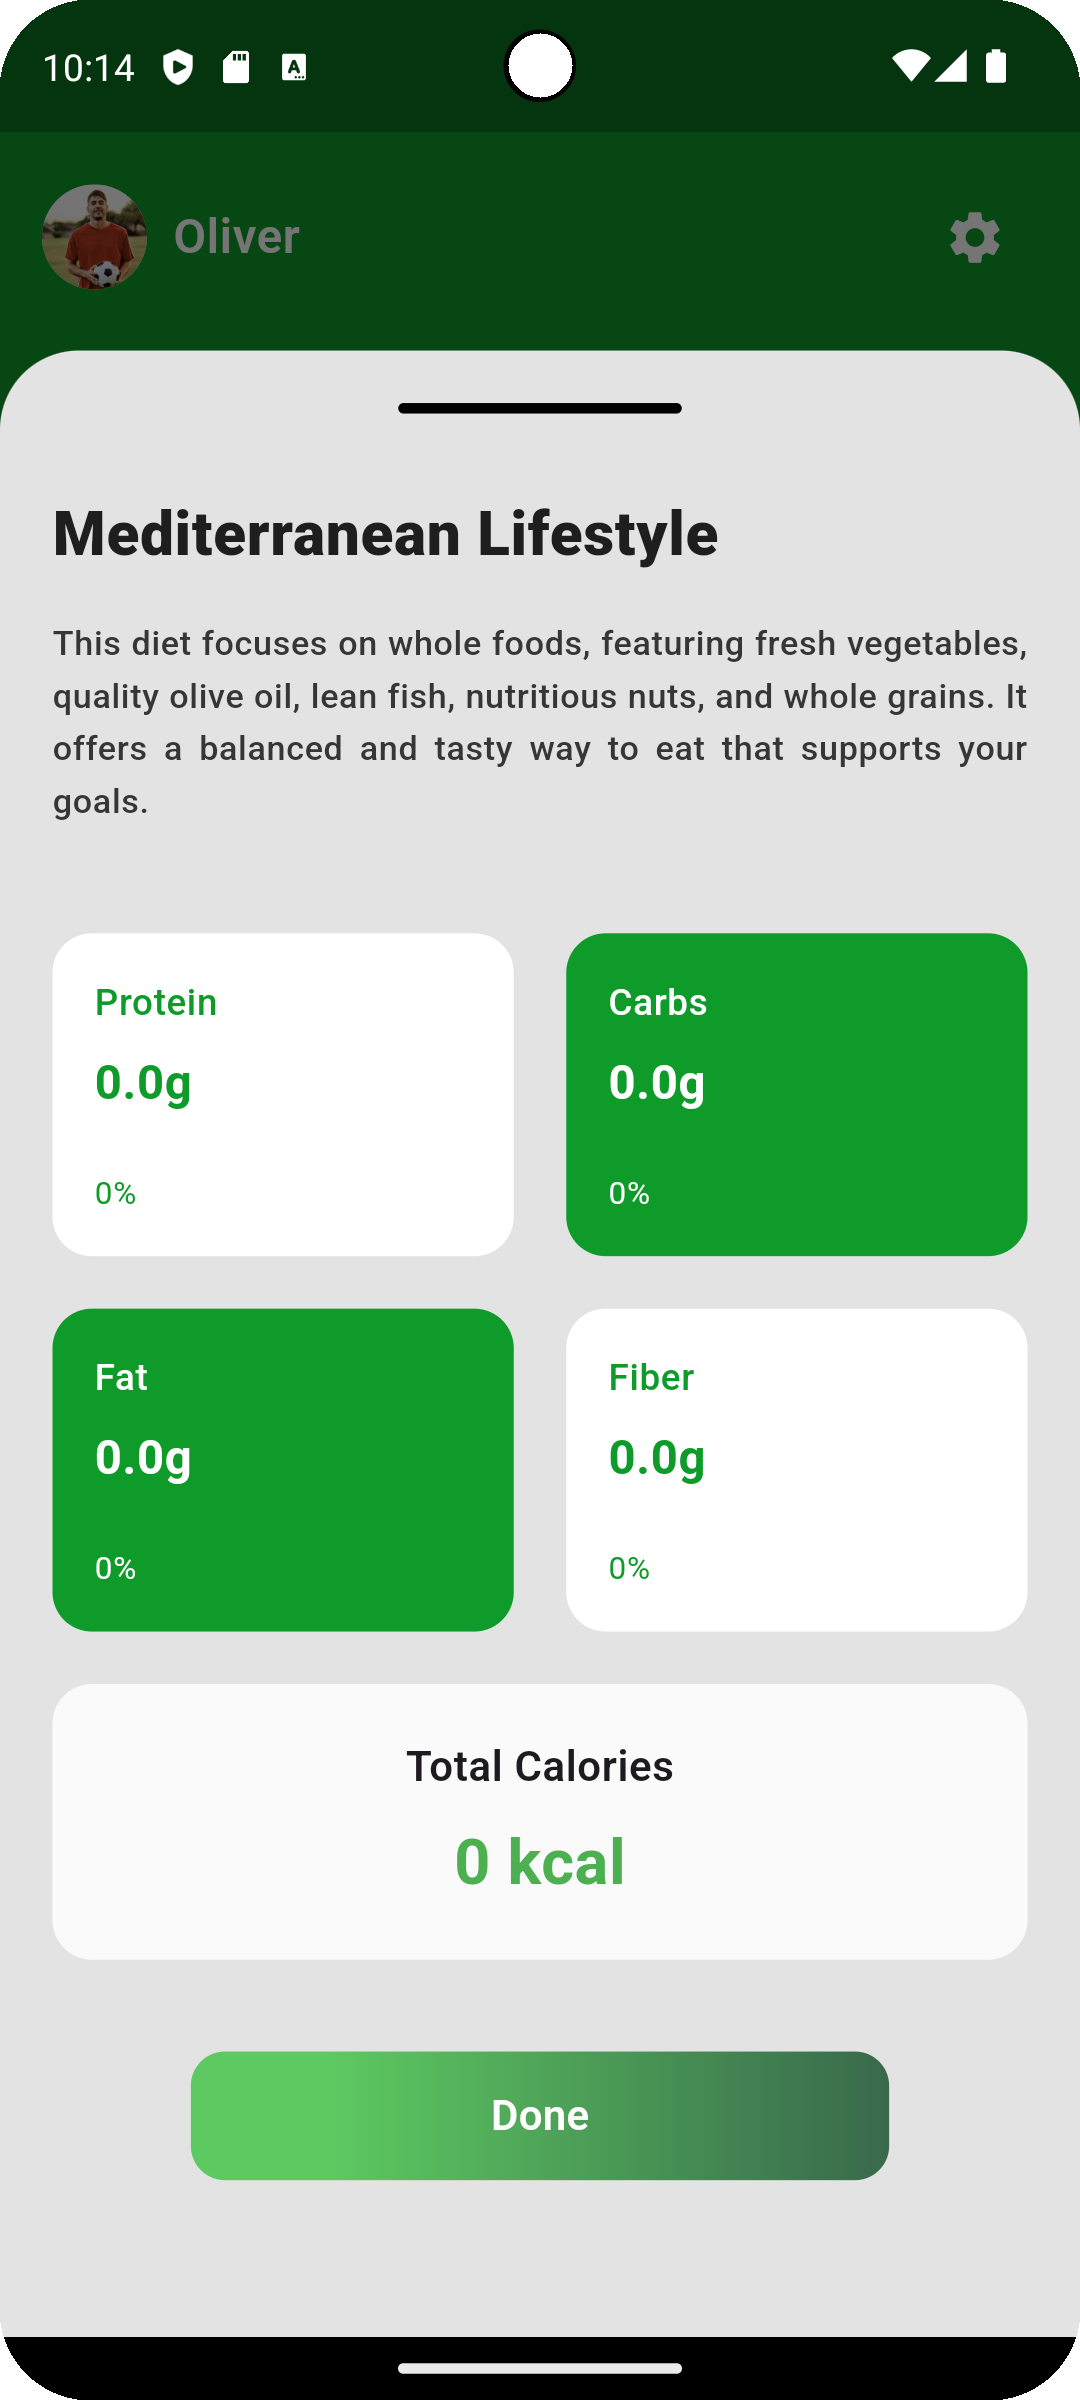 10:14
Oliver
Mediterranean Lifestyle
This diet focuses on whole foods, featuring fresh vegetables,
quality olive oil, lean fish, nutritious nuts, and whole grains. It
offers a balanced and tasty way to eat that supports your
goals.
Protein
0.0g
0%
Carbs
0.0g
0%
Fat
0.0g
0%
Fiber
0.0g
0%
Total Calories
0 kcal
Done